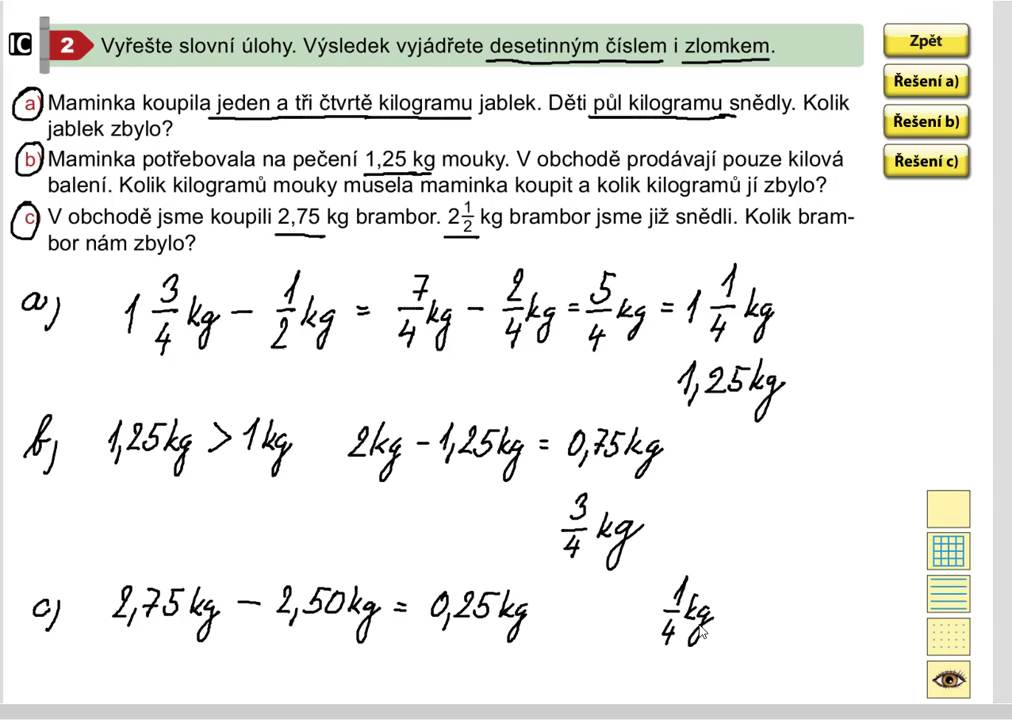 IC 2 Vyřešte slovní úlohy. Výsledek vyjádřete desetinným číslem i zlomkem.
Zpět
Řešení a)
Řešení b)
Řešení c)
a) Maminka koupila jeden a tři čtvrtě kilogramu jablek. Děti půl kilogramu snědly. Kolik
jablek zbylo?
b) Maminka potřebovala na pečení 1,25 kg mouky. V obchodě prodávají pouze kilová
balení. Kolik kilogramů mouky musela maminka koupit a kolik kilogramů jí zbylo?
c) V obchodě jsme koupili 2,75 kg brambor. 2 1/2 kg brambor jsme již snědli. Kolik bram-
bor nám zbylo?
a) 1 3/4 kg - 1/2 kg = 7/4 kg - 2/4 kg = 5/4 kg = 1 1/4 kg
1,25 kg
b) 1,25 kg > 1 kg 2 kg - 1,25 kg = 0,75 kg
3/4 kg
c) 2,75 kg - 2,50 kg = 0,25 kg 1/4 kg